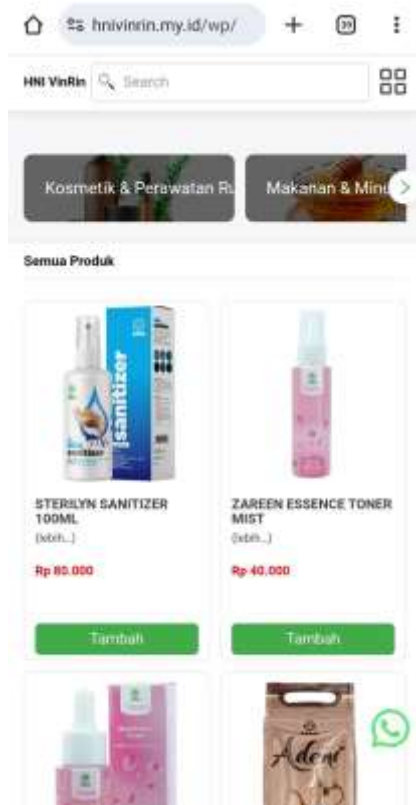 hnivinrin.my.id/wp/
39
HNI VinRin
Search
Kosmetik & Perawatan Ru
Makanan & Minu
Semua Produk
sanitizer
STERILYN SANITIZER
100ML
(lebih...)
Rp 80.000
Tambah
ZAREEN ESSENCE TONER
MIST
(lebih...)
Rp 40.000
Tambah